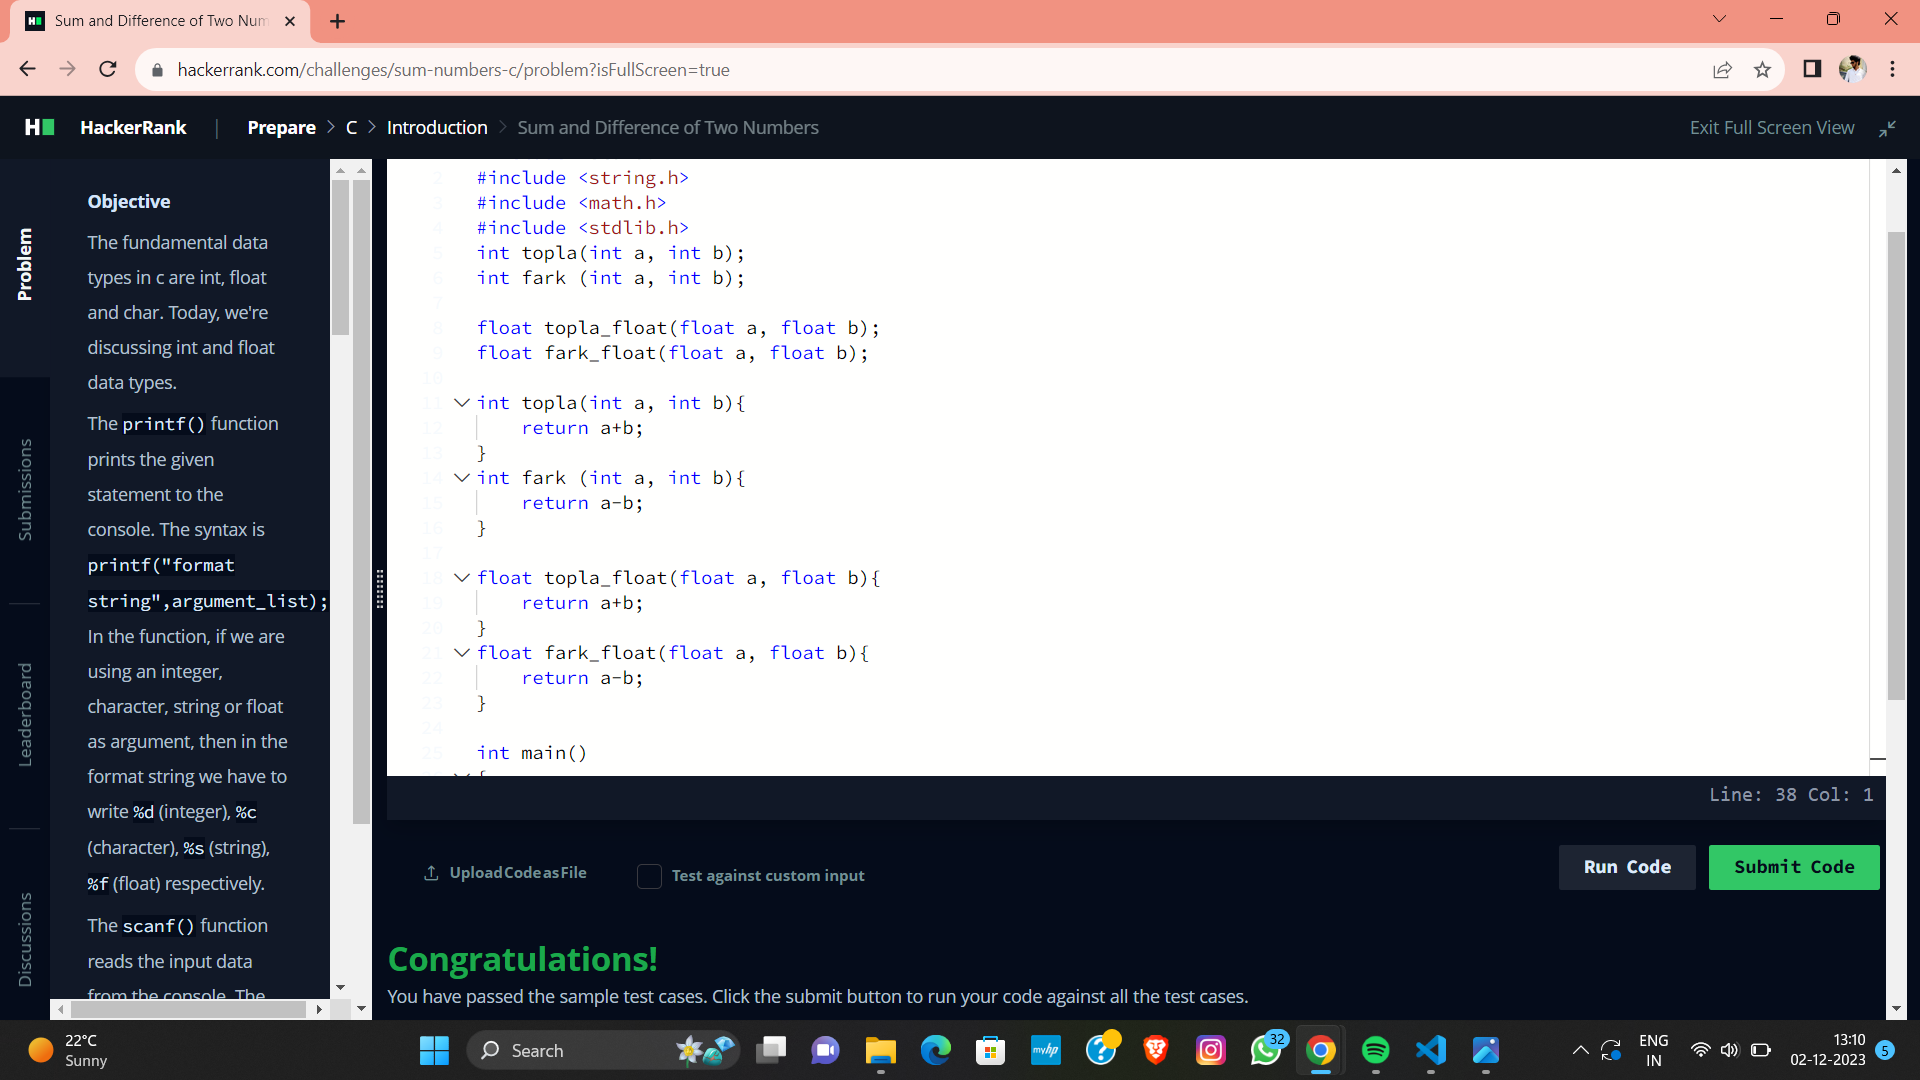 Sum and Difference of Two Num
hackerrank.com/challenges/sum-numbers-c/problem?isFullScreen=true
H
HackerRank | Prepare > C > Introduction > Sum and Difference of Two Numbers
Exit Full Screen View
Problem
Submissions
Leaderboard
Discussions
Objective
The fundamental data
types in c are int, float
and char. Today, we're
discussing int and float
data types.
The printf() function
prints the given
statement to the
console. The syntax is
printf("format
string",argument_list);
In the function, if we are
using an integer,
character, string or float
as argument, then in the
format string we have to
write %d (integer), %c
(character), %s (string),
%f (float) respectively.
The scanf() function
reads the input data
from the console. The
2 #include <string.h>
3 #include <math.h>
4 #include <stdlib.h>
5 int topla(int a, int b);
6 int fark (int a, int b);
7
8 float topla_float(float a, float b);
9 float fark_float(float a, float b);
10
11 int topla(int a, int b){
12 return a+b;
13 }
14 int fark (int a, int b){
15 return a-b;
16 }
17
18 float topla_float(float a, float b){
19 return a+b;
20 }
21 float fark_float(float a, float b){
22 return a-b;
23 }
24
25 int main()
{
Line: 38 Col: 1
Upload Code as File
Test against custom input
Run Code
Submit Code
Congratulations!
You have passed the sample test cases. Click the submit button to run your code against all the test cases.
22°C
Sunny
Search
myhp
32
ENG
IN
13:10
02-12-2023
5